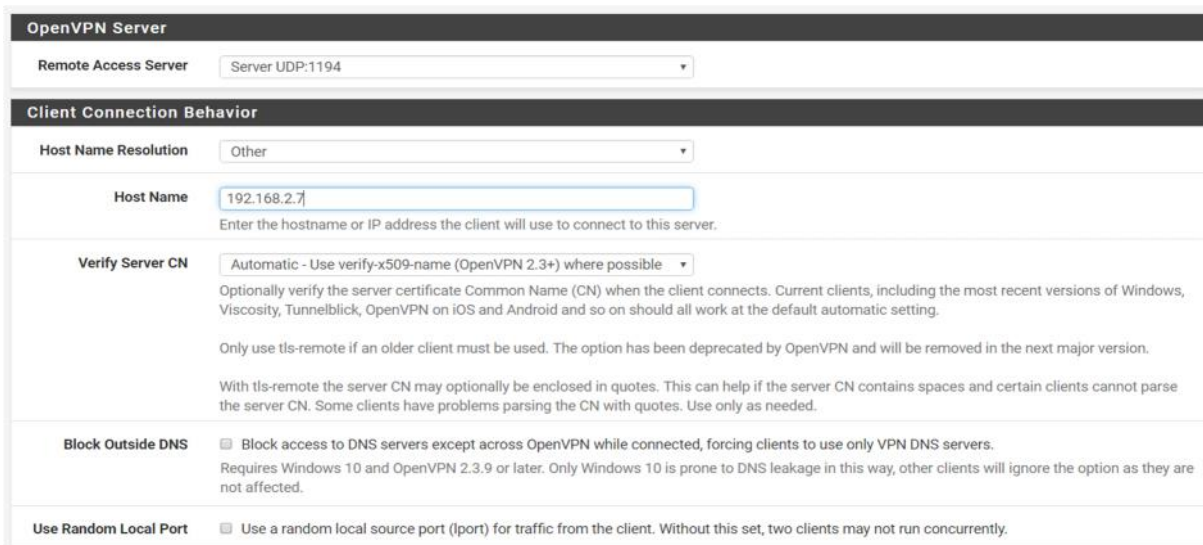 OpenVPN Server
Remote Access Server
Server UDP:1194
Client Connection Behavior
Host Name Resolution
Other
Host Name
192.168.2.7
Enter the hostname or IP address the client will use to connect to this server.
Verify Server CN
Automatic - Use verify-x509-name (OpenVPN 2.3+) where possible
Optionally verify the server certificate Common Name (CN) when the client connects. Current clients, including the most recent versions of Windows,
Viscosity, Tunnelblick, OpenVPN on iOS and Android and so on should all work at the default automatic setting.
Only use tls-remote if an older client must be used. The option has been deprecated by OpenVPN and will be removed in the next major version.
With tls-remote the server CN may optionally be enclosed in quotes. This can help if the server CN contains spaces and certain clients cannot parse
the server CN. Some clients have problems parsing the CN with quotes. Use only as needed.
Block Outside DNS
Block access to DNS servers except across OpenVPN while connected, forcing clients to use only VPN DNS servers.
Requires Windows 10 and OpenVPN 2.3.9 or later. Only Windows 10 is prone to DNS leakage in this way, other clients will ignore the option as they are
not affected.
Use Random Local Port
Use a random local source port (lport) for traffic from the client. Without this set, two clients may not run concurrently.